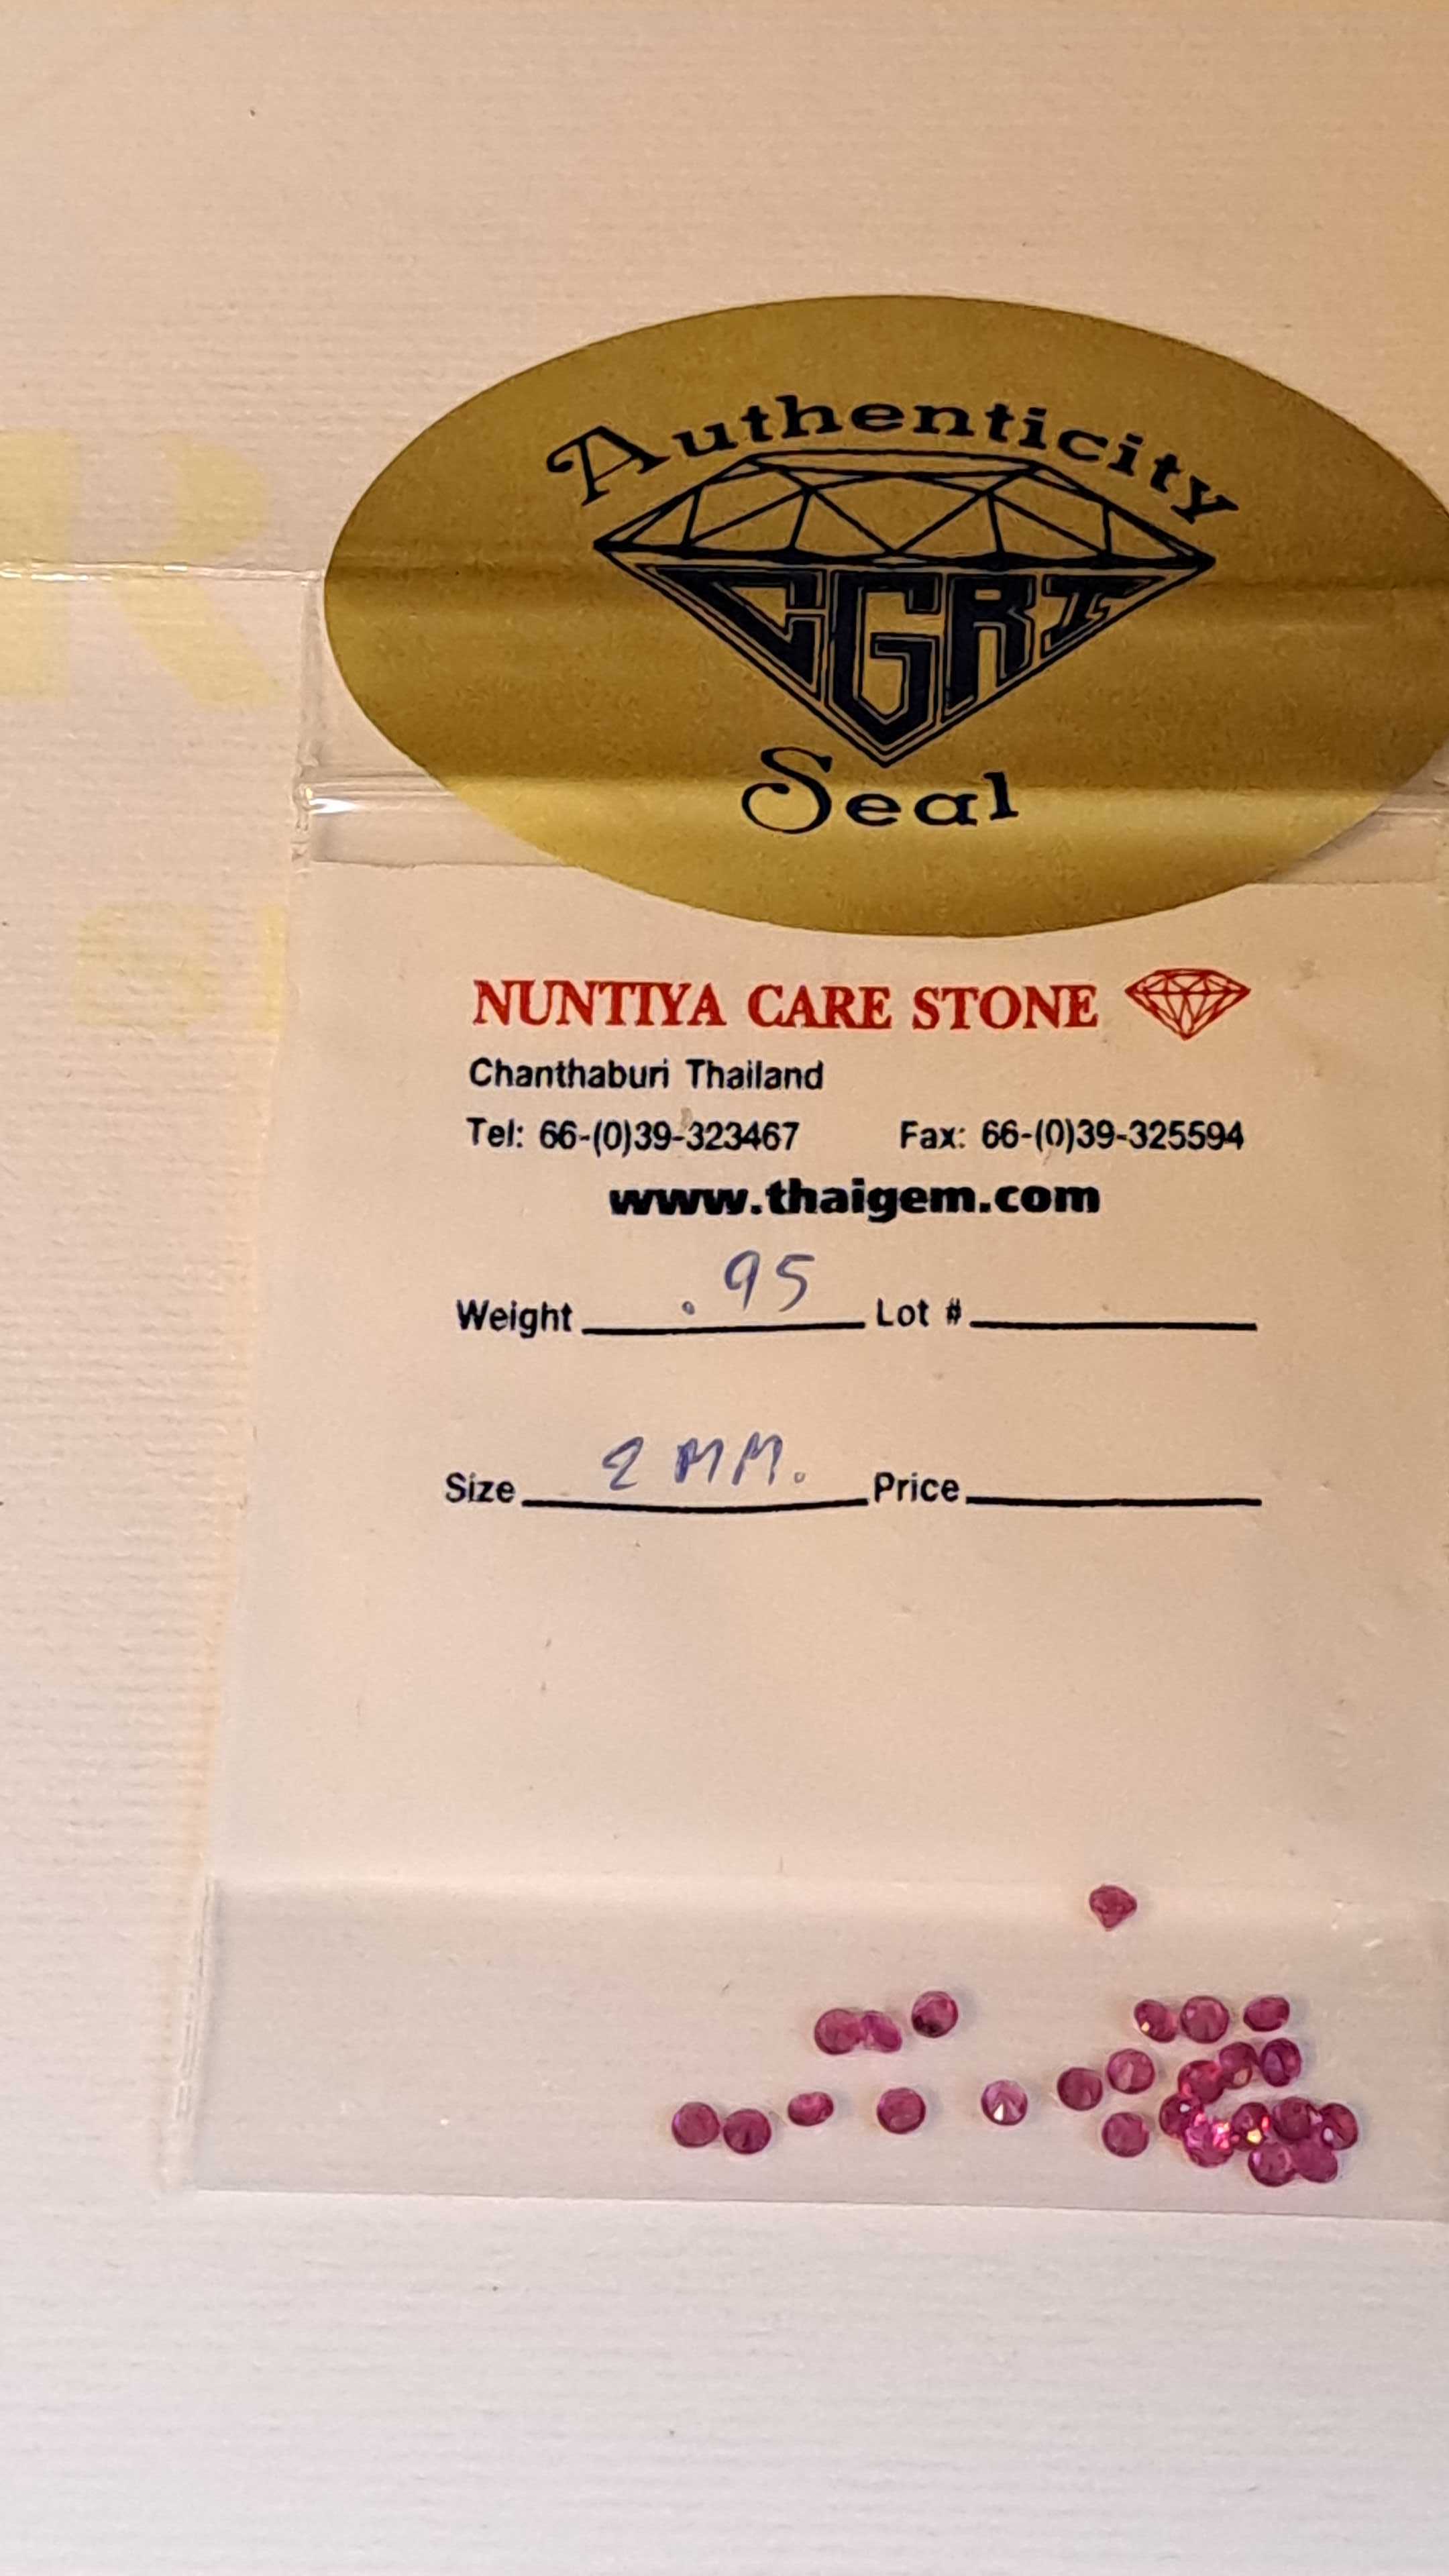 Authenticity
CGRI
Seal
NUNTIYA CARE STONE
Chanthaburi Thailand
Tel: 66-(0)39-323467 Fax: 66-(0)39-325594
www.thaigem.com
Weight .95 Lot #
Size 2 MM. Price